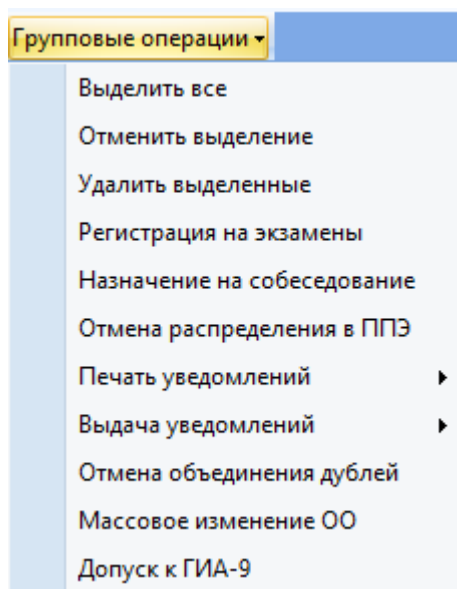 Групповые операции
Выделить все
Отменить выделение
Удалить выделенные
Регистрация на экзамены
Назначение на собеседование
Отмена распределения в ППЭ
Печать уведомлений
Выдача уведомлений
Отмена объединения дублей
Массовое изменение ОО
Допуск к ГИА-9